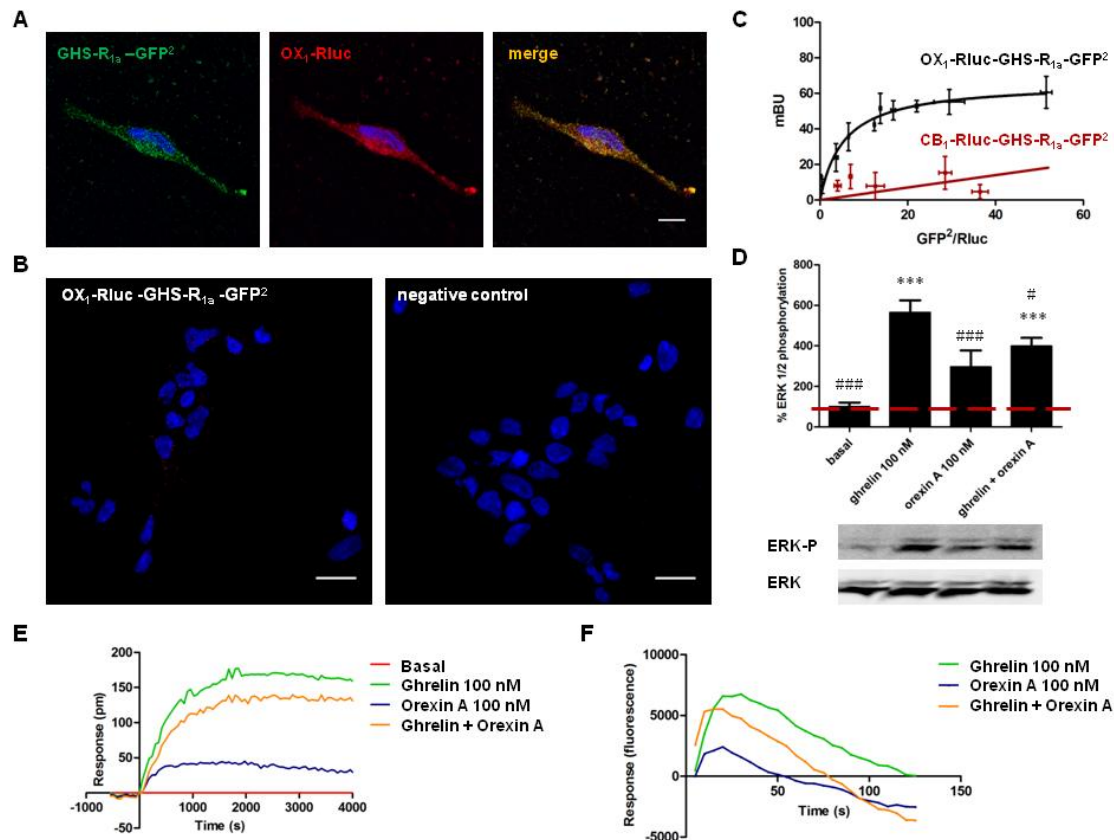 A
GHS-R1a –GFP²
OX1-Rluc
merge
B
OX1-Rluc -GHS-R1a -GFP²
negative control
C
mBU
100
80
60
40
20
0
OX1-Rluc-GHS-R1a-GFP²
CB1-Rluc-GHS-R1a-GFP²
0 20 40 60
GFP²/Rluc
D
% ERK 1/2 phosphorylation
800
600
400
200
0
###
***
###
#
***
basal
ghrelin 100 nM
orexin A 100 nM
ghrelin + orexin A
ERK-P
ERK
E
Response (pm)
200
150
100
50
-50
-1000 0 1000 2000 3000 4000
Time (s)
Basal
Ghrelin 100 nM
Orexin A 100 nM
Ghrelin + Orexin A
F
Response (fluorescence)
10000
5000
0
-5000
50 100 150
Time (s)
Ghrelin 100 nM
Orexin A 100 nM
Ghrelin + Orexin A